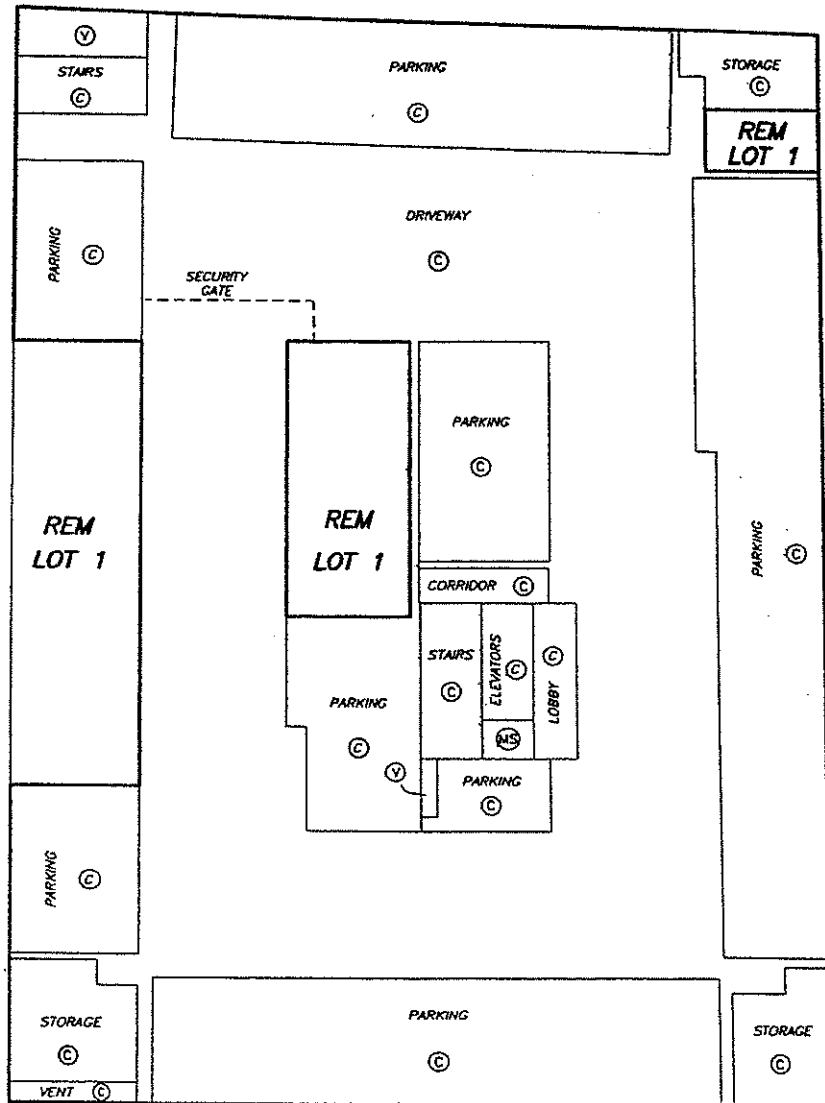 V
STAIRS
C
PARKING
C
STORAGE
C
REM
LOT 1
PARKING
C
DRIVEWAY
C
SECURITY
GATE
PARKING
C
REM
LOT 1
REM
LOT 1
PARKING
C
CORRIDOR C
STAIRS
C
ELEVATORS
C
LOBBY
C
MS
PARKING
C
V
PARKING
C
PARKING
C
STORAGE
C
VENT C
PARKING
C
STORAGE
C